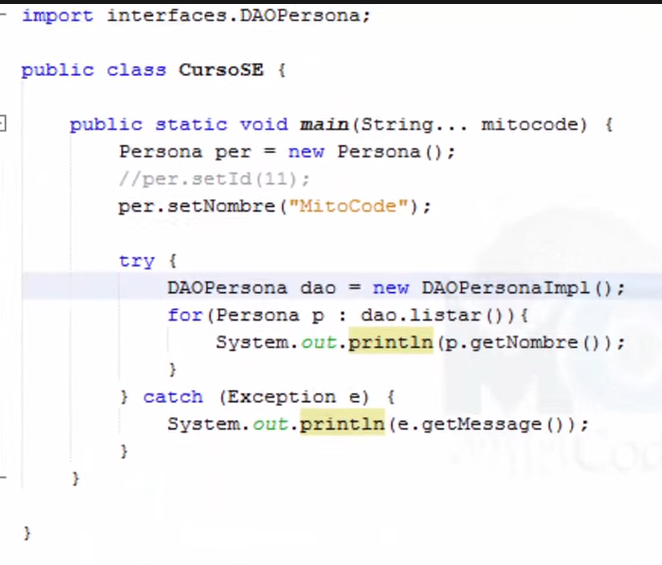 import interfaces.DAOPersona;
public class CursoSE {
public static void main(String... mitocode) {
Persona per = new Persona();
//per.setId(11);
per.setNombre("MitoCode");
try {
DAOPersona dao = new DAOPersonaImpl();
for(Persona p : dao.listar()){
System.out.println(p.getNombre());
}
} catch (Exception e) {
System.out.println(e.getMessage());
}
}
}